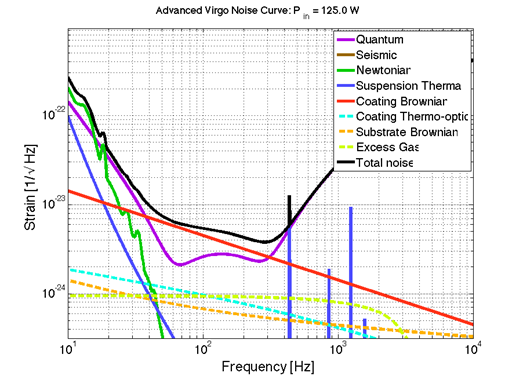 Advanced Virgo Noise Curve: P in = 125.0 W
Quantum
Seismic
Newtonian
Suspension Therma
Coating Brownian
Coating Thermo-optic
Substrate Brownian
Excess Gas
Total noise
10^-22
10^-23
10^-24
Strain [1/√ Hz]
10^1 10^2 10^3 10^4
Frequency [Hz]